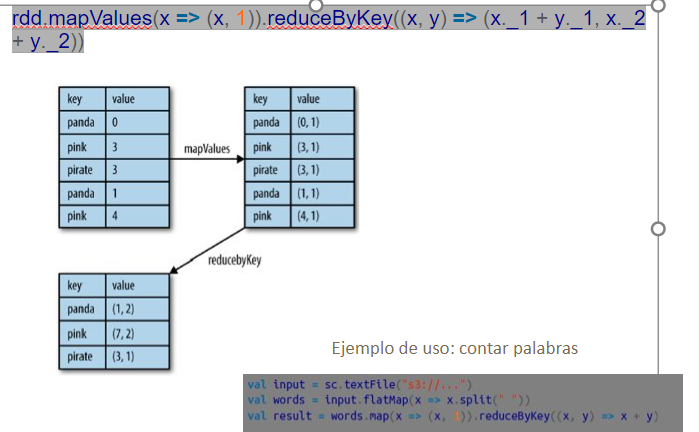 rdd.mapValues(x => (x, 1)).reduceByKey((x, y) => (x._1 + y._1, x._2
+ y._2))
key value
panda 0
pink 3
pirate 3
panda 1
pink 4
mapValues
key value
panda (0, 1)
pink (3, 1)
pirate (3, 1)
panda (1, 1)
pink (4, 1)
reducebyKey
key value
panda (1, 2)
pink (7, 2)
pirate (3, 1)
Ejemplo de uso: contar palabras
val input = sc.textFile("s3://...")
val words = input.flatMap(x => x.split(" "))
val result = words.map(x => (x, 1)).reduceByKey((x, y) => x + y)